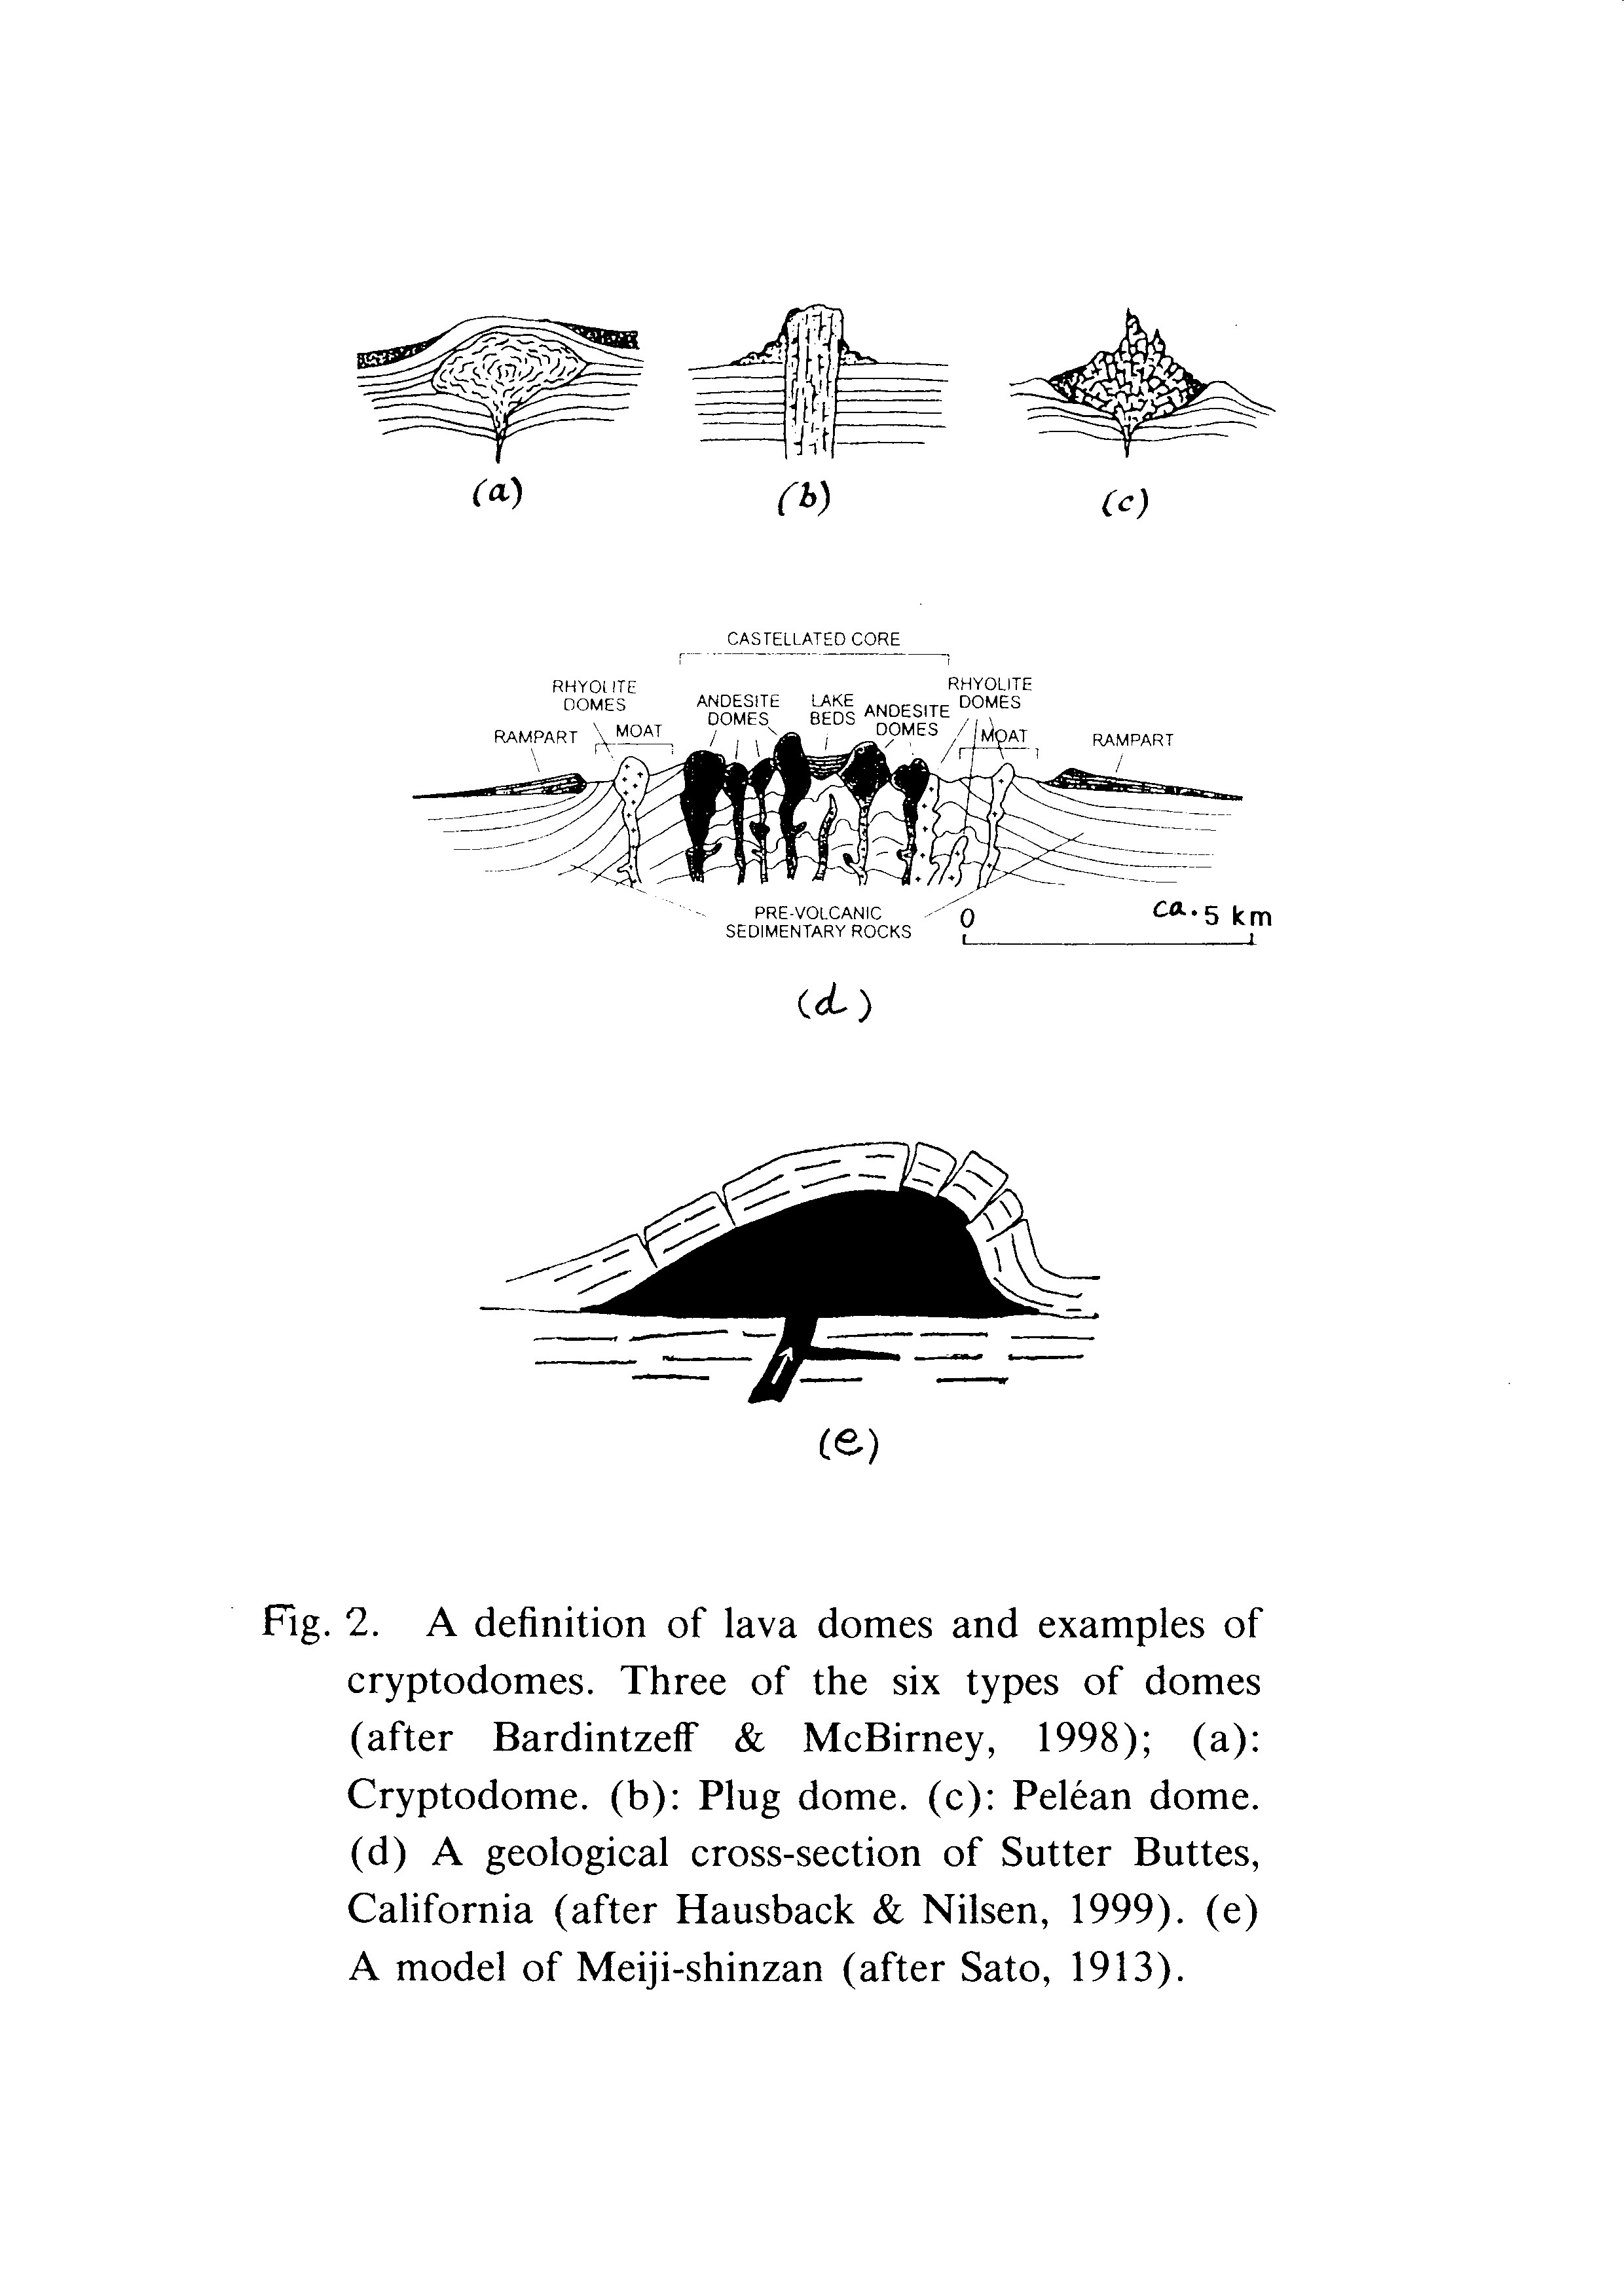 (a)
(b)
(c)
CASTELLATED CORE
RHYOLITE
DOMES
ANDESITE
DOMES
LAKE
BEDS
ANDESITE
DOMES
RHYOLITE
DOMES
RAMPART
MOAT
MOAT
RAMPART
PRE-VOLCANIC
SEDIMENTARY ROCKS
0
ca. 5 km
(d)
(e)
Fig. 2. A definition of lava domes and examples of
cryptodomes. Three of the six types of domes
(after Bardintzeff & McBirney, 1998); (a):
Cryptodome. (b): Plug dome. (c): Peléan dome.
(d) A geological cross-section of Sutter Buttes,
California (after Hausback & Nilsen, 1999). (e)
A model of Meiji-shinzan (after Sato, 1913).